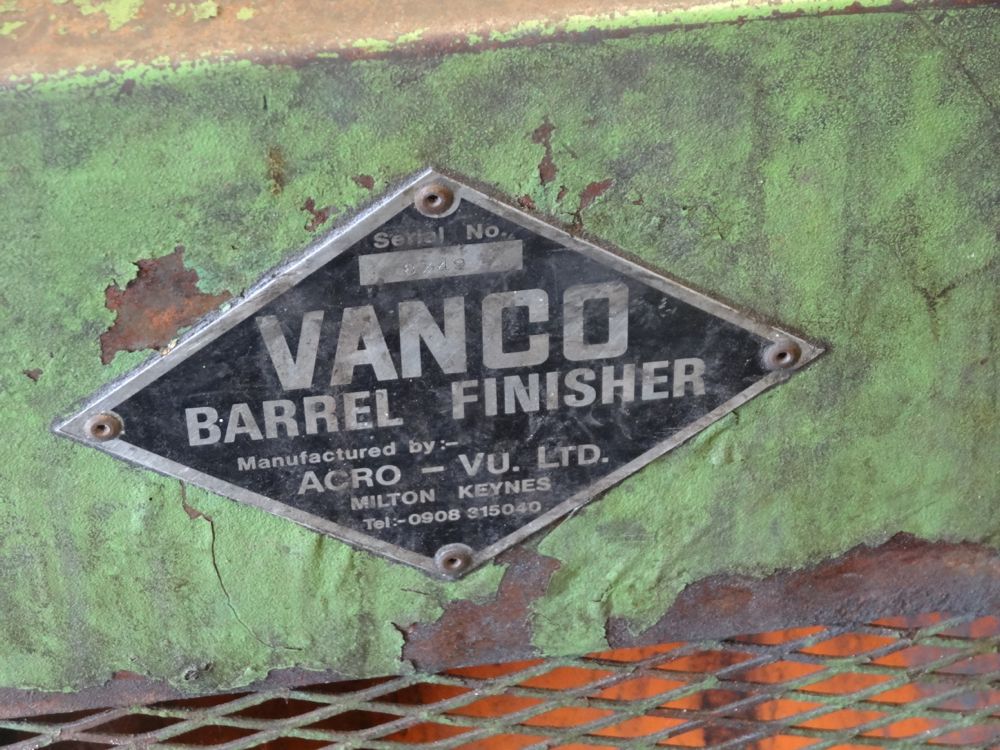 Serial No.
VANCO
BARREL FINISHER
Manufactured by:-
ACRO - VU. LTD.
MILTON KEYNES
Tel:-0908 315040